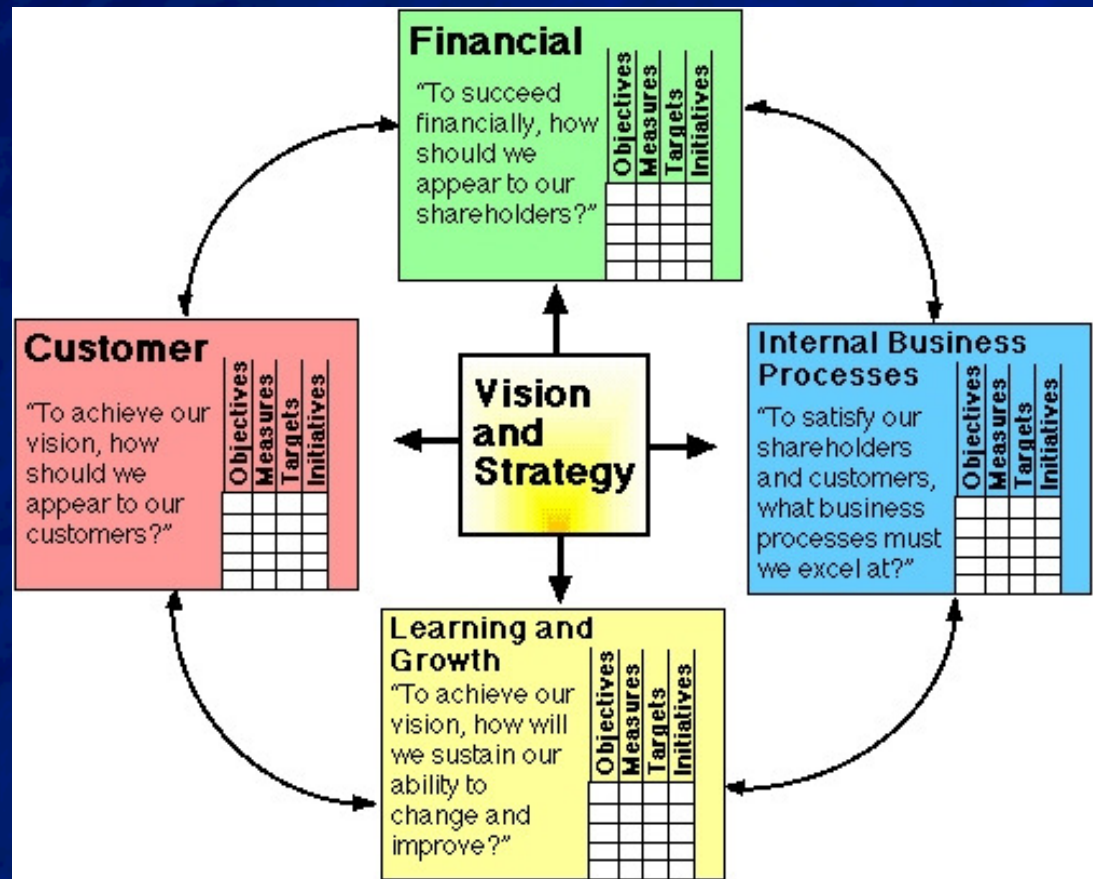 Financial
“To succeed
financially, how
should we
appear to our
shareholders?”
Objectives
Measures
Targets
Initiatives
Customer
“To achieve our
vision, how
should we
appear to our
customers?”
Objectives
Measures
Targets
Initiatives
Vision
and
Strategy
Internal Business
Processes
“To satisfy our
shareholders
and customers,
what business
processes must
we excel at?”
Objectives
Measures
Targets
Initiatives
Learning and
Growth
“To achieve our
vision, how will
we sustain our
ability to
change and
improve?”
Objectives
Measures
Targets
Initiatives